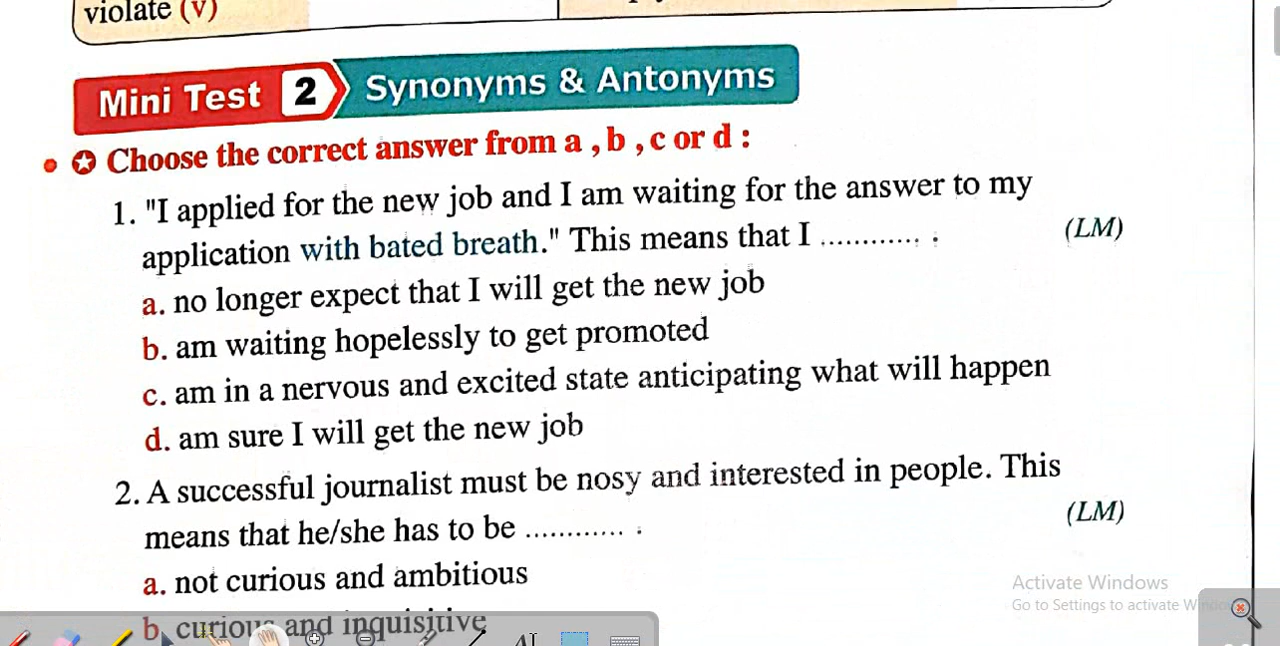 violate (v)
Mini Test 2 Synonyms & Antonyms
Choose the correct answer from a , b , c or d :
1. "I applied for the new job and I am waiting for the answer to my
application with bated breath." This means that I ............ .
(LM)
a. no longer expect that I will get the new job
b. am waiting hopelessly to get promoted
c. am in a nervous and excited state anticipating what will happen
d. am sure I will get the new job
2. A successful journalist must be nosy and interested in people. This
means that he/she has to be ............ .
(LM)
a. not curious and ambitious
b. curious and inquisitive
Activate Windows
Go to Settings to activate